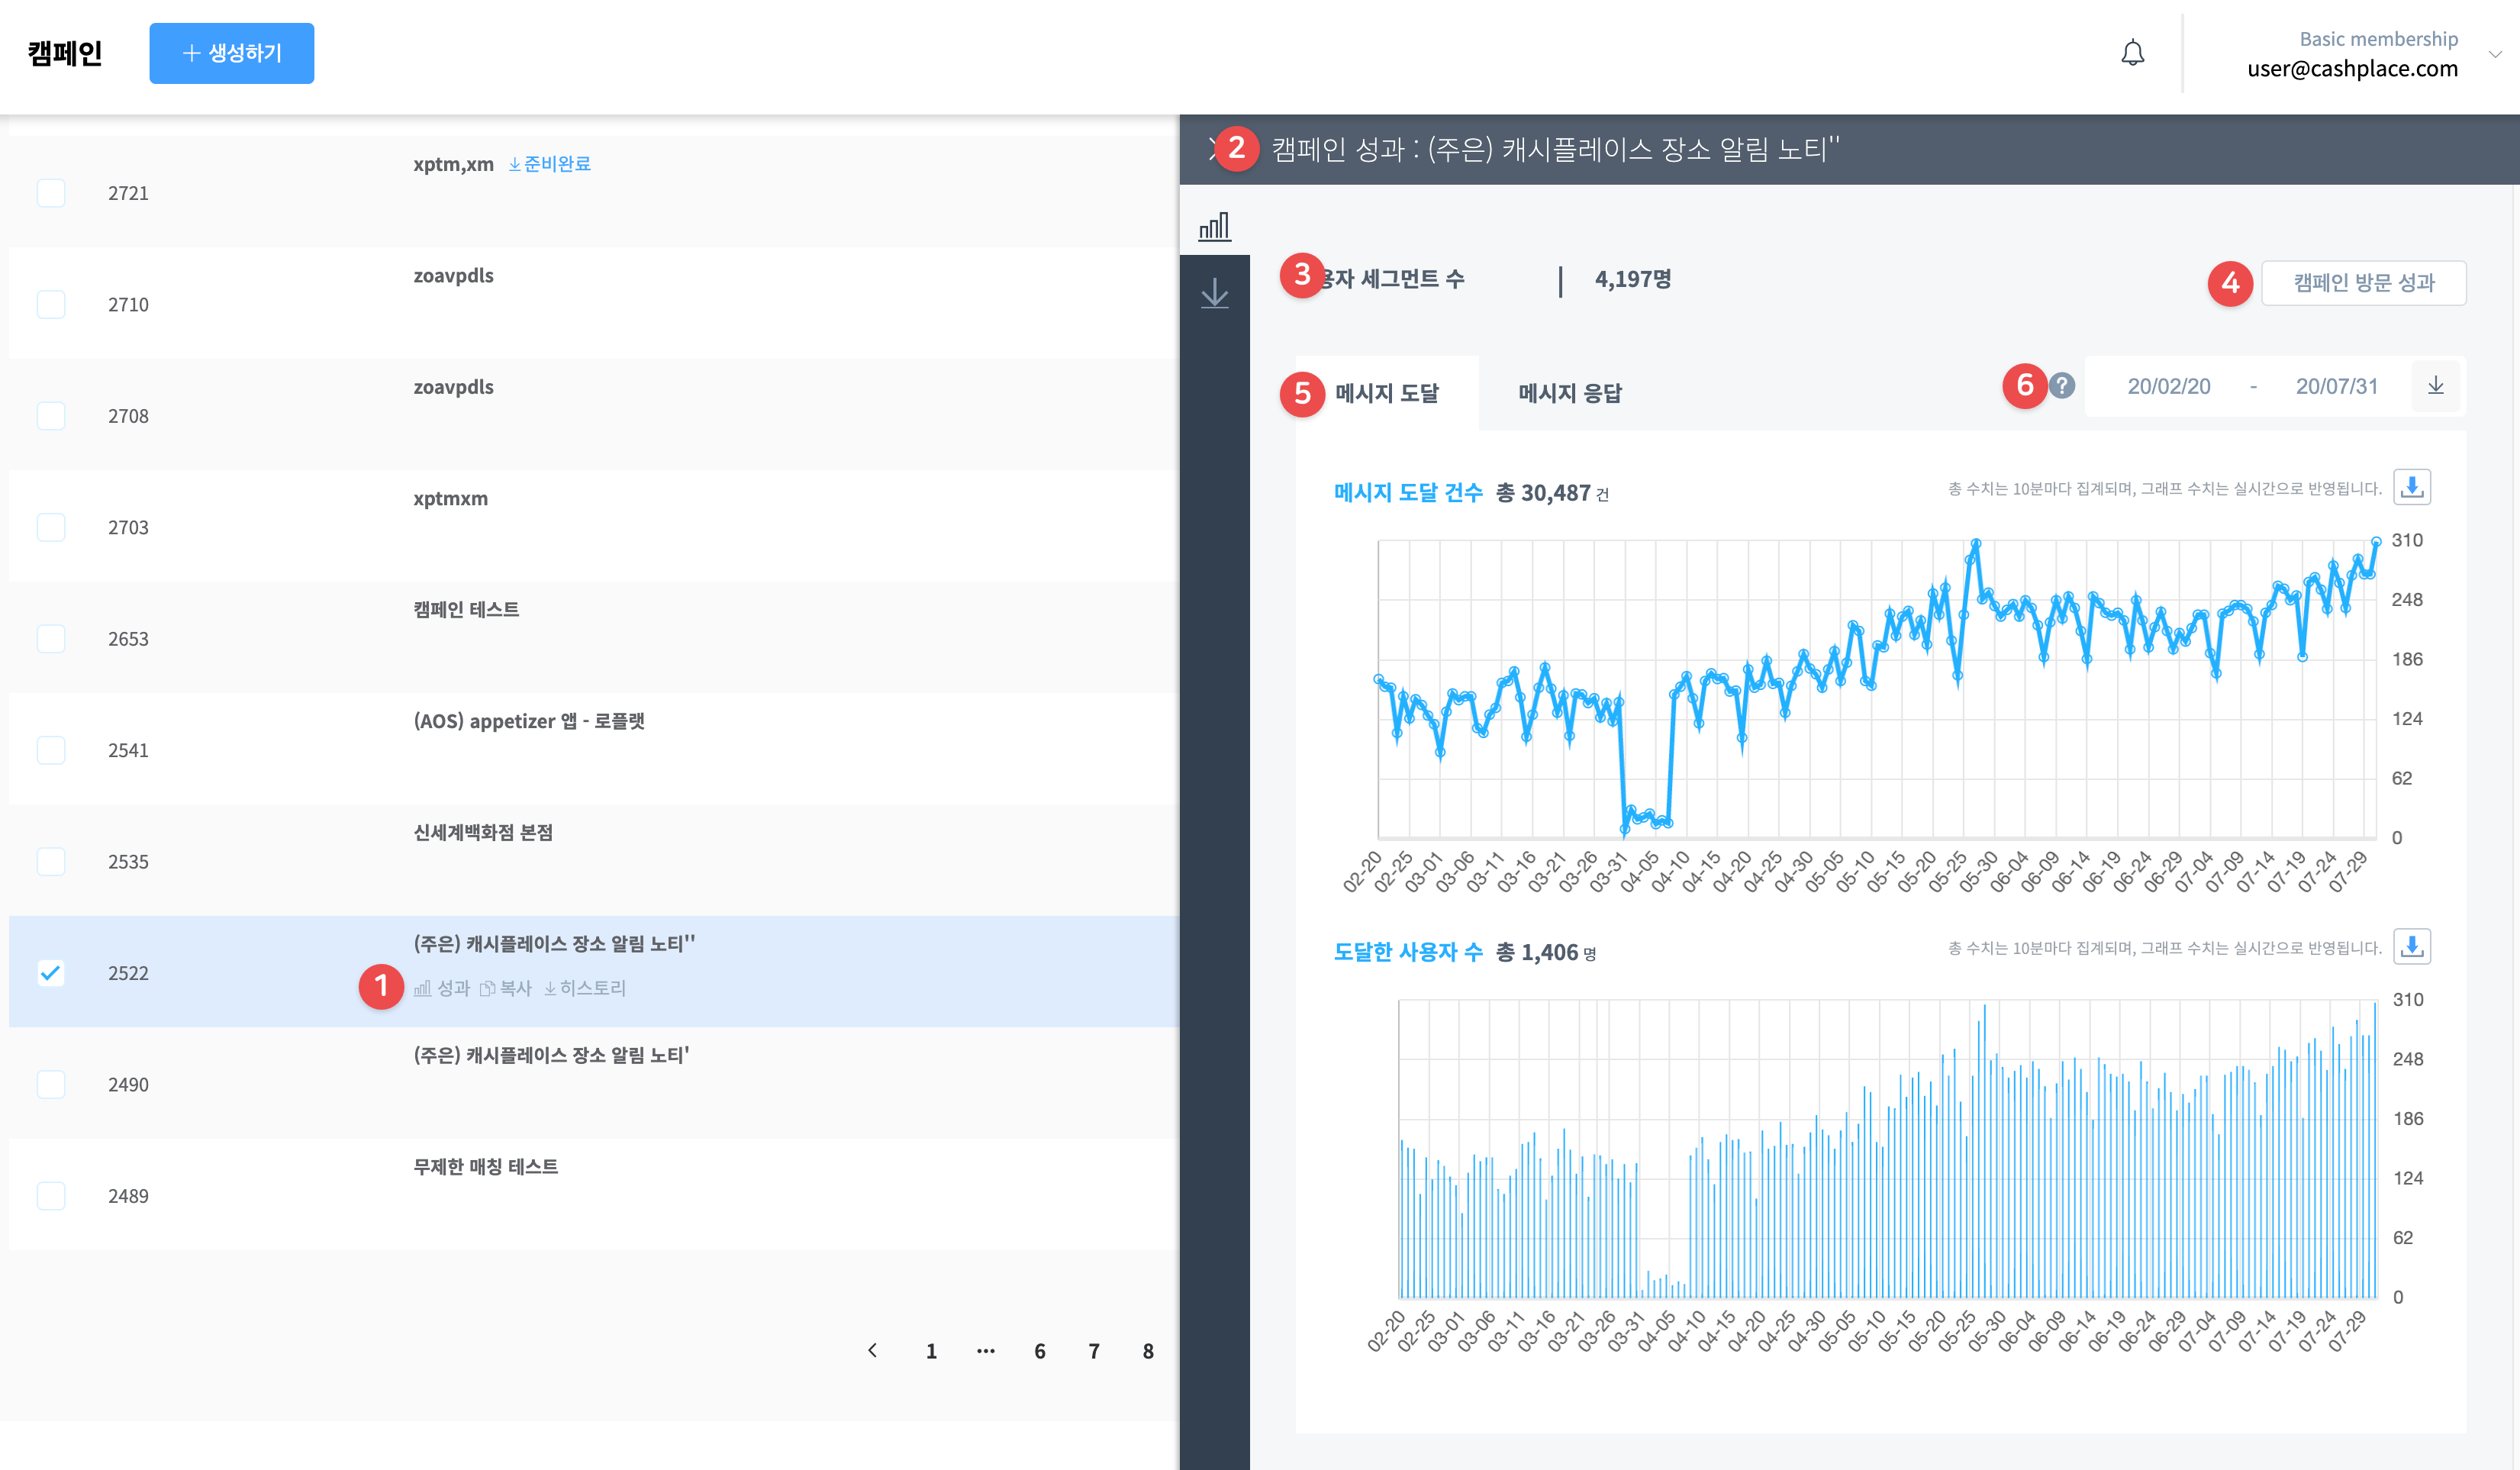 캠페인
+ 생성하기
Basic membership
user@cashplace.com
2721
xptm,xm 준비완료
2710
zoavpdls
2708
zoavpdls
2703
xptmxm
2653
캠페인 테스트
2541
(AOS) appetizer 앱 - 로플랫
2535
신세계백화점 본점
2522
(주은) 캐시플레이스 장소 알림 노티''
1 성과 복사 히스토리
2490
(주은) 캐시플레이스 장소 알림 노티'
2489
무제한 매칭 테스트
1 ... 6 7 8
2 캠페인 성과 : (주은) 캐시플레이스 장소 알림 노티''
3 용자 세그먼트 수 | 4,197명
4 캠페인 방문 성과
5 메시지 도달 메시지 응답
6 ? 20/02/20 - 20/07/31
메시지 도달 건수 총 30,487 건
총 수치는 10분마다 집계되며, 그래프 수치는 실시간으로 반영됩니다.
310
248
186
124
62
0
02-20 02-25 03-01 03-06 03-11 03-16 03-21 03-26 03-31 04-05 04-10 04-15 04-20 04-25 04-30 05-05 05-10 05-15 05-20 05-25 05-30 06-04 06-09 06-14 06-19 06-24 06-29 07-04 07-09 07-14 07-19 07-24 07-29
도달한 사용자 수 총 1,406 명
총 수치는 10분마다 집계되며, 그래프 수치는 실시간으로 반영됩니다.
310
248
186
124
62
0
02-20 02-25 03-01 03-06 03-11 03-16 03-21 03-26 03-31 04-05 04-10 04-15 04-20 04-25 04-30 05-05 05-10 05-15 05-20 05-25 05-30 06-04 06-09 06-14 06-19 06-24 06-29 07-04 07-09 07-14 07-19 07-24 07-29